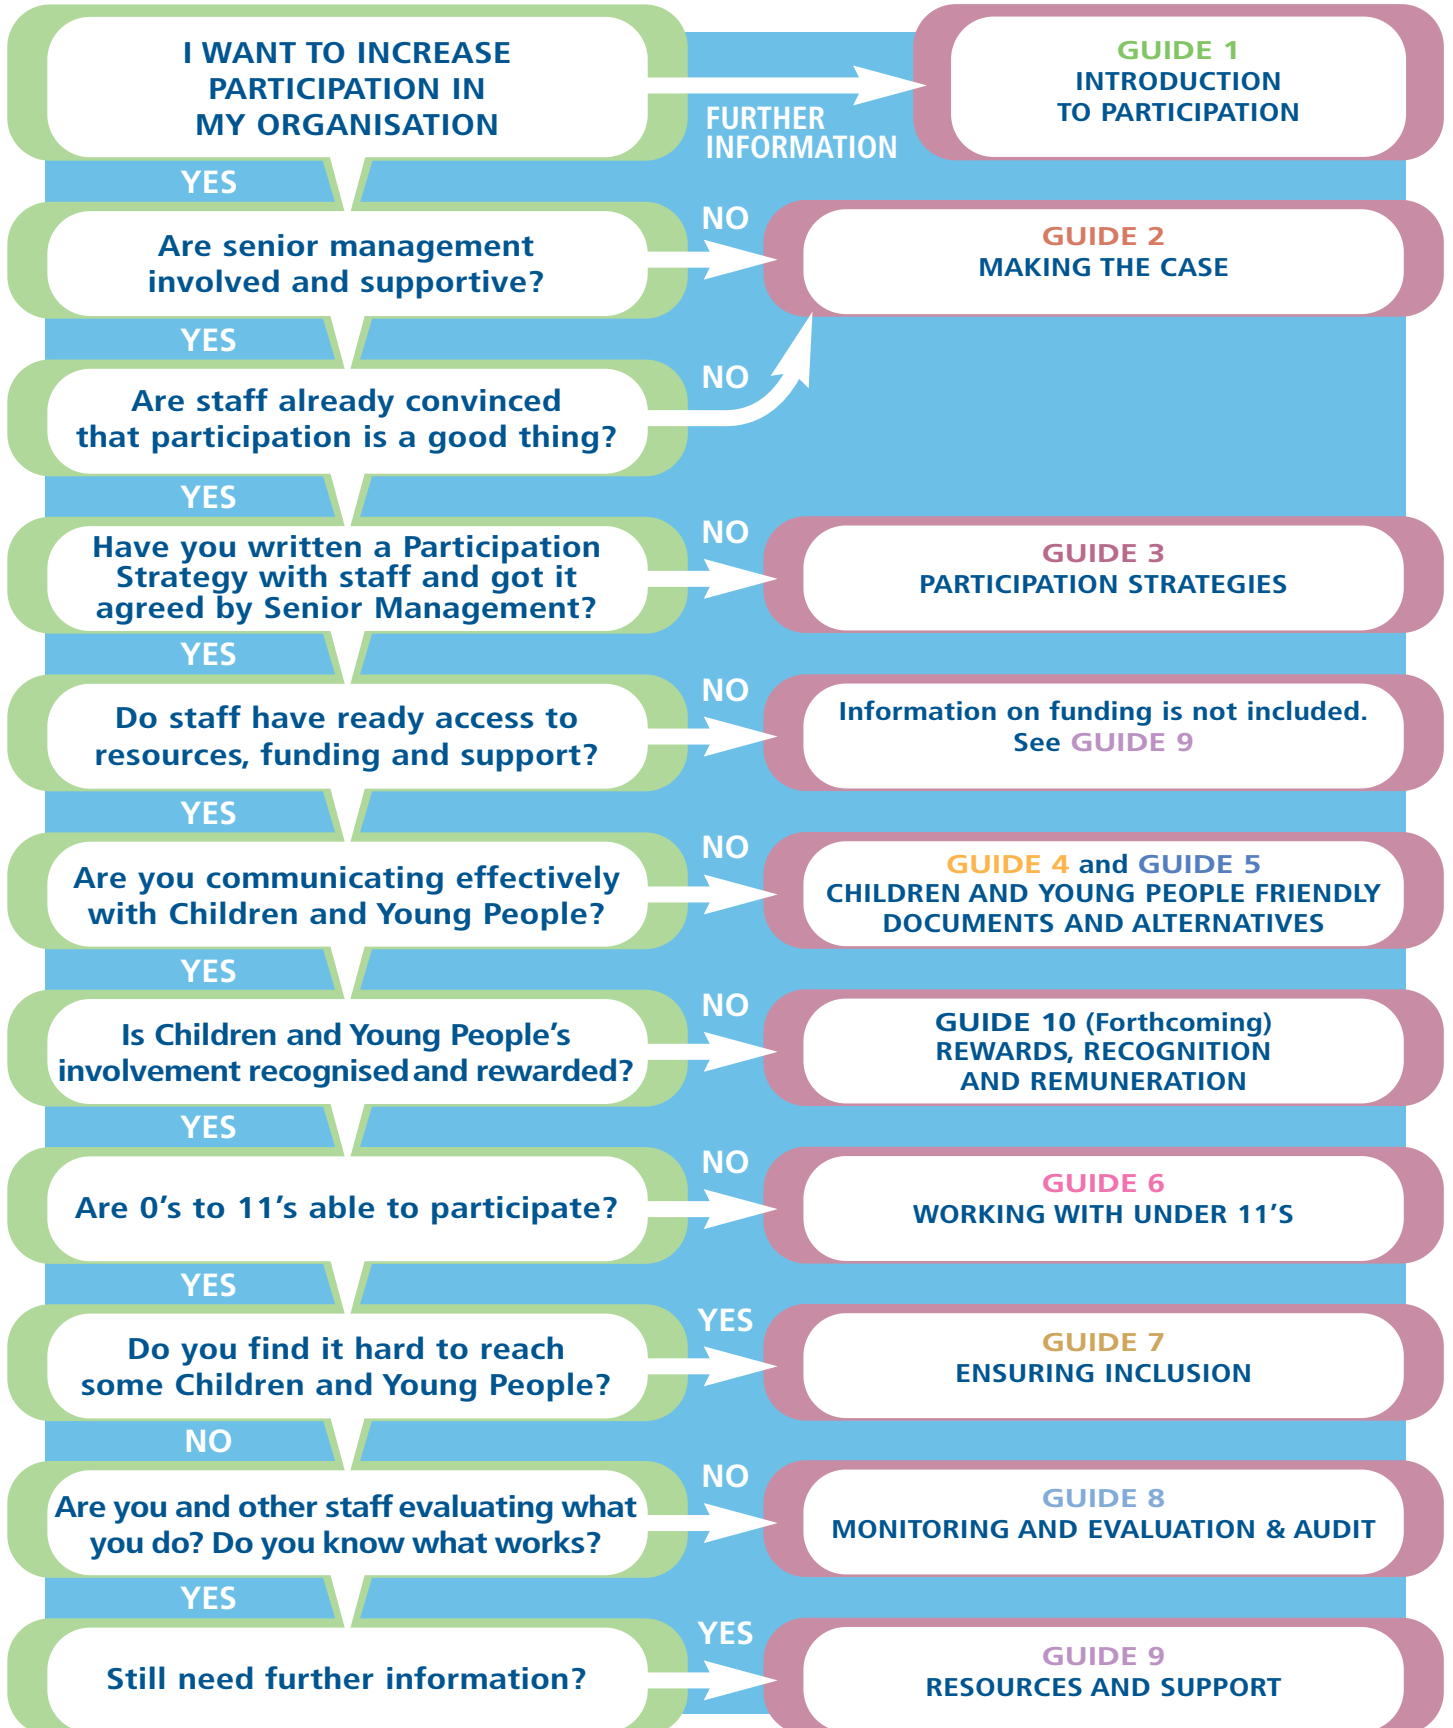 I WANT TO INCREASE
PARTICIPATION IN
MY ORGANISATION
FURTHER
INFORMATION
GUIDE 1
INTRODUCTION
TO PARTICIPATION
YES
Are senior management
involved and supportive?
NO
GUIDE 2
MAKING THE CASE
YES
Are staff already convinced
that participation is a good thing?
NO
YES
Have you written a Participation
Strategy with staff and got it
agreed by Senior Management?
NO
GUIDE 3
PARTICIPATION STRATEGIES
YES
Do staff have ready access to
resources, funding and support?
NO
Information on funding is not included.
See GUIDE 9
YES
Are you communicating effectively
with Children and Young People?
NO
GUIDE 4 and GUIDE 5
CHILDREN AND YOUNG PEOPLE FRIENDLY
DOCUMENTS AND ALTERNATIVES
YES
Is Children and Young People's
involvement recognised and rewarded?
NO
GUIDE 10 (Forthcoming)
REWARDS, RECOGNITION
AND REMUNERATION
YES
Are 0's to 11's able to participate?
NO
GUIDE 6
WORKING WITH UNDER 11'S
YES
Do you find it hard to reach
some Children and Young People?
YES
GUIDE 7
ENSURING INCLUSION
NO
Are you and other staff evaluating what
you do? Do you know what works?
NO
GUIDE 8
MONITORING AND EVALUATION & AUDIT
YES
Still need further information?
YES
GUIDE 9
RESOURCES AND SUPPORT